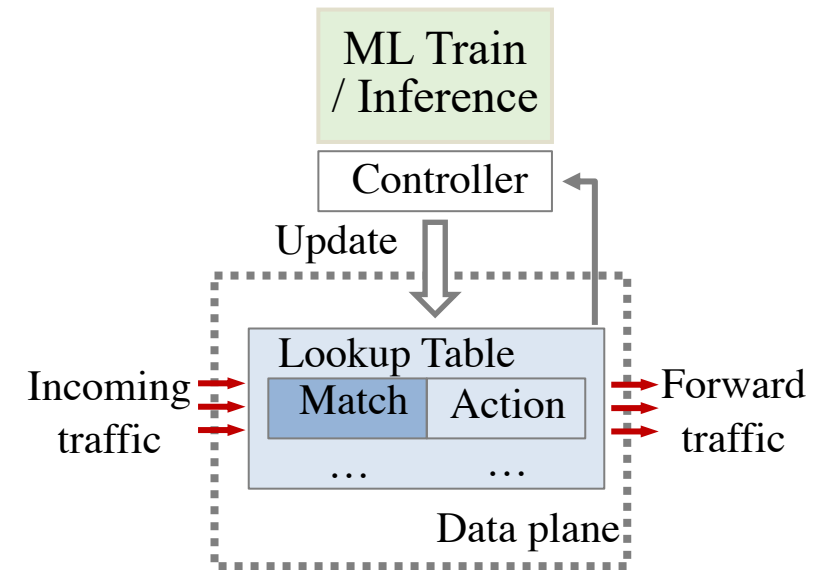 ML Train
/ Inference
Controller
Update
Lookup Table
Incoming
traffic
Match
Action
Forward
traffic
... ...
Data plane